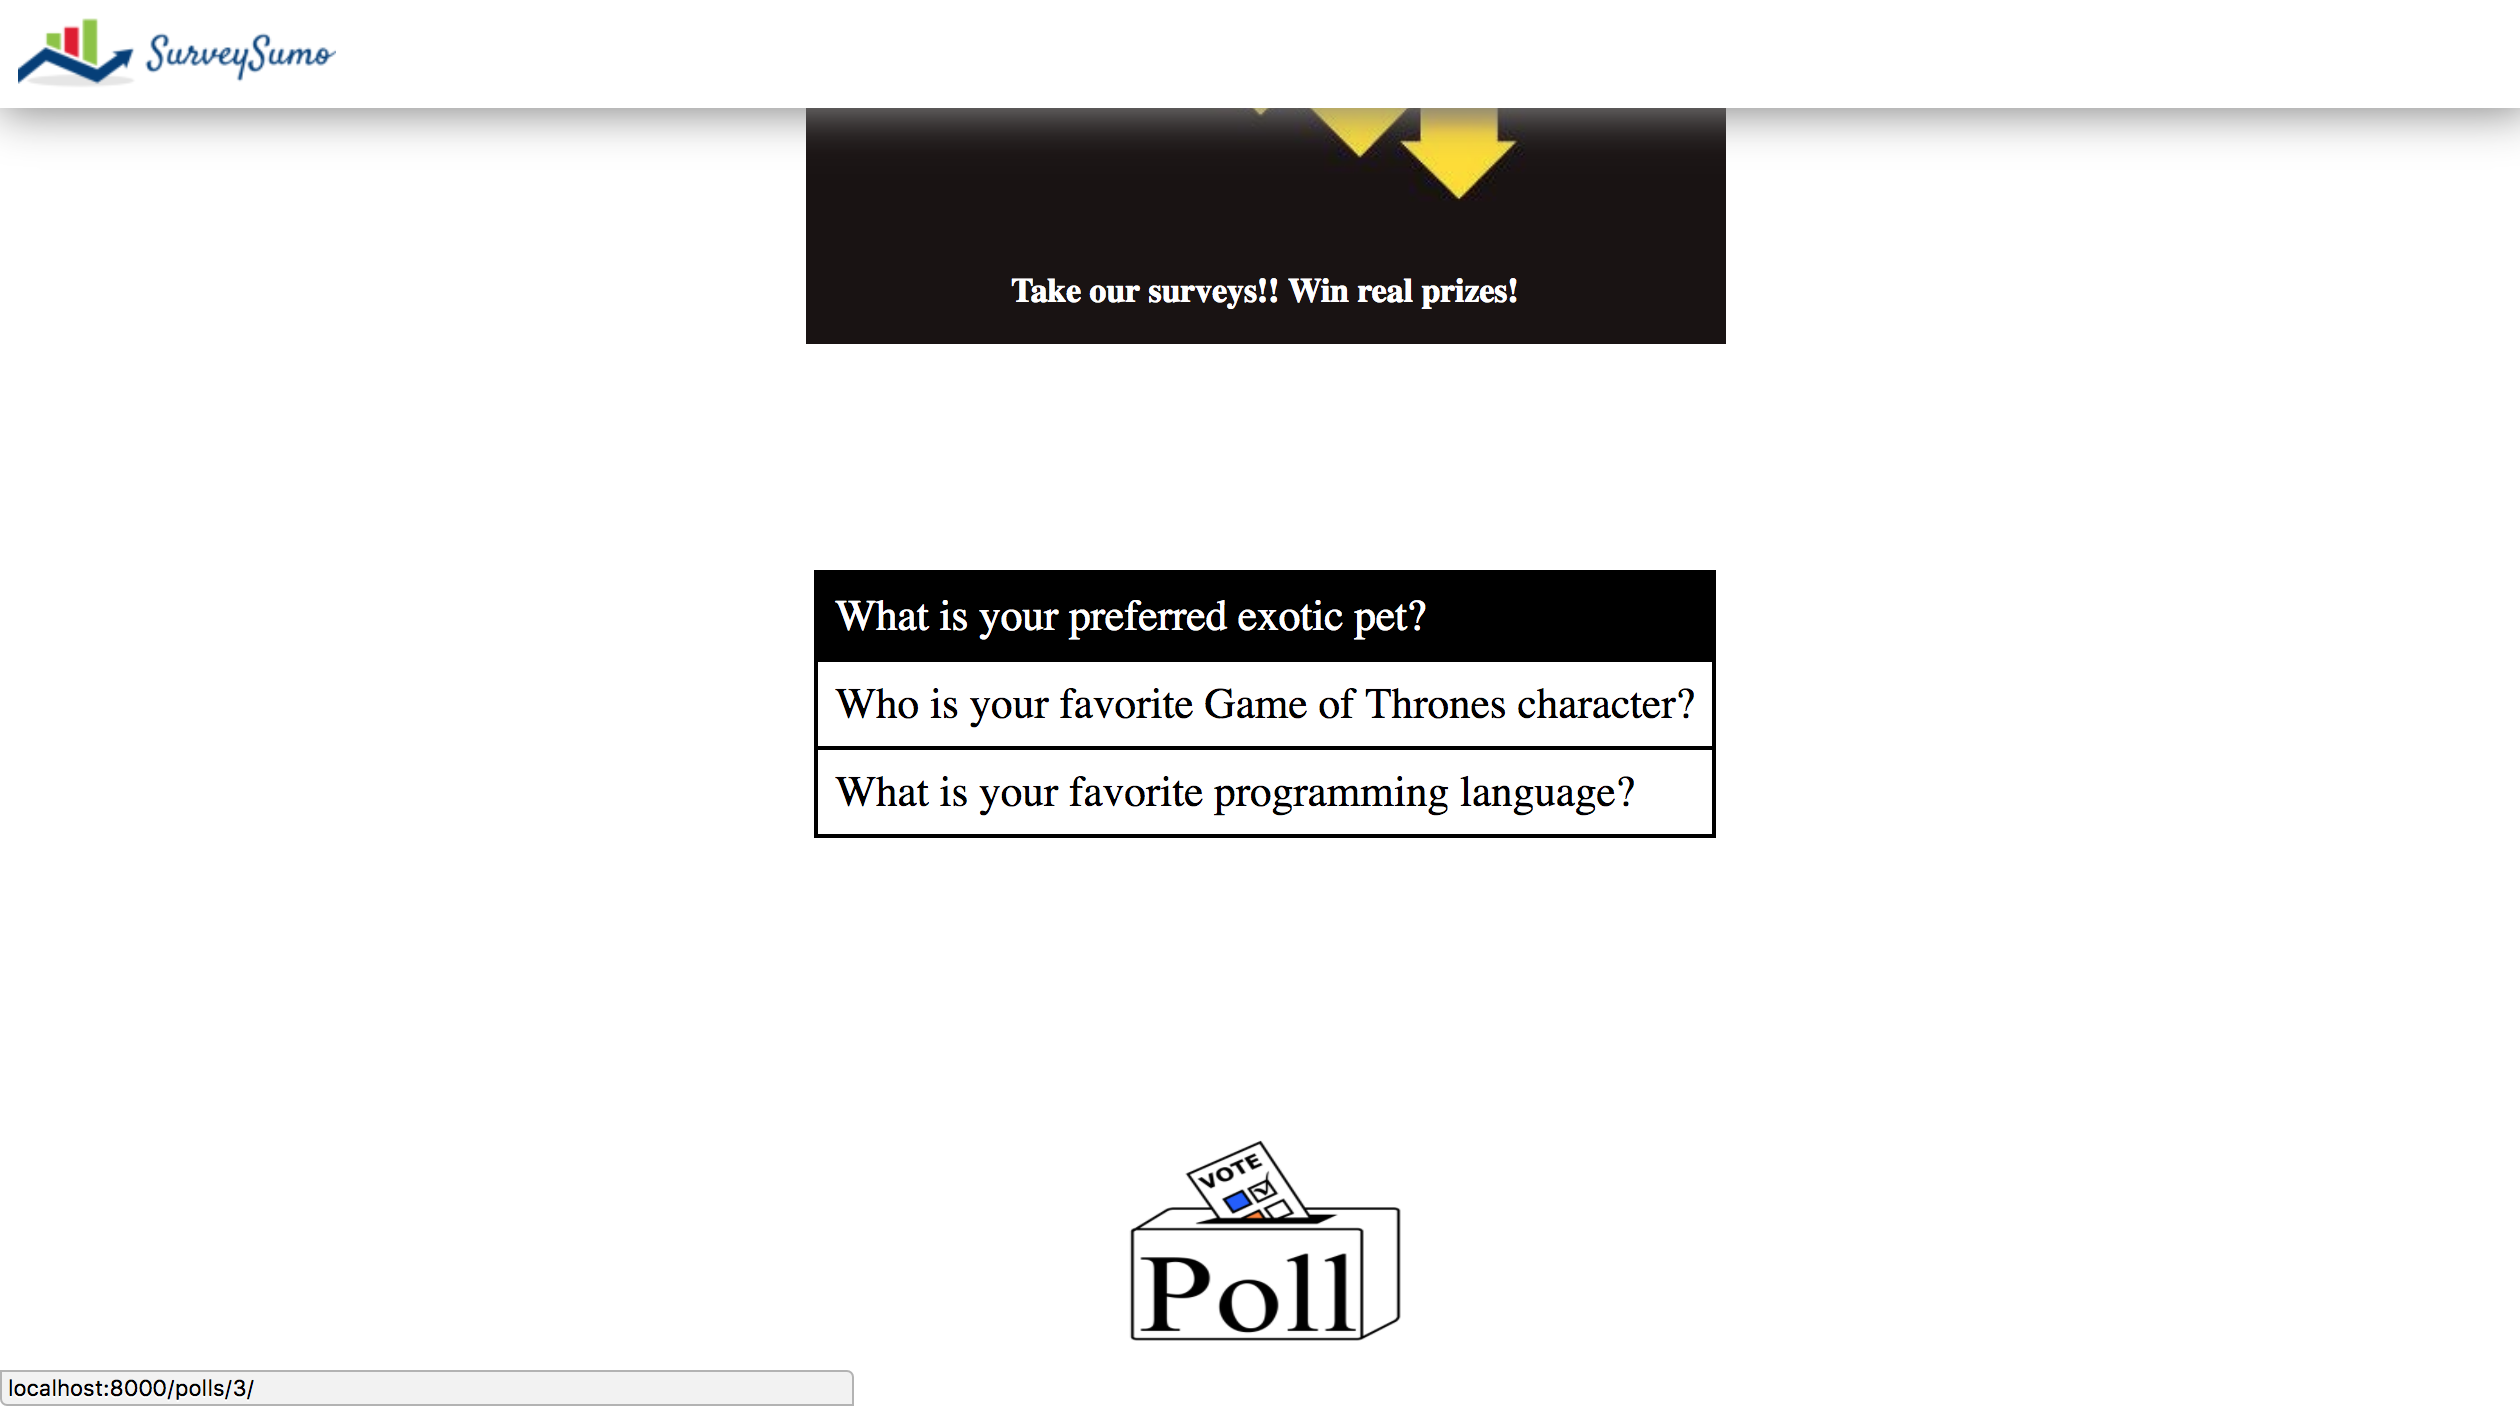 SurveySumo
Take our surveys!! Win real prizes!
What is your preferred exotic pet?
Who is your favorite Game of Thrones character?
What is your favorite programming language?
VOTE
Poll
localhost:8000/polls/3/